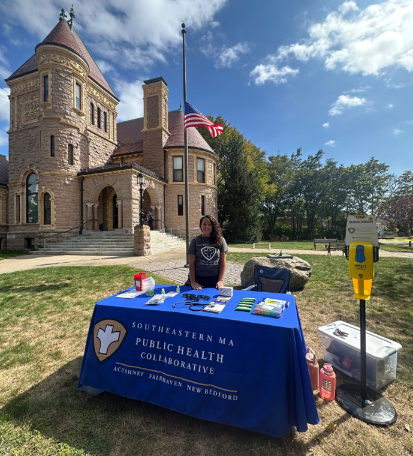 SOUTHEASTERN MA
PUBLIC HEALTH
COLLABORATIVE
ACUSHNET FAIRHAVEN NEW BEDFORD